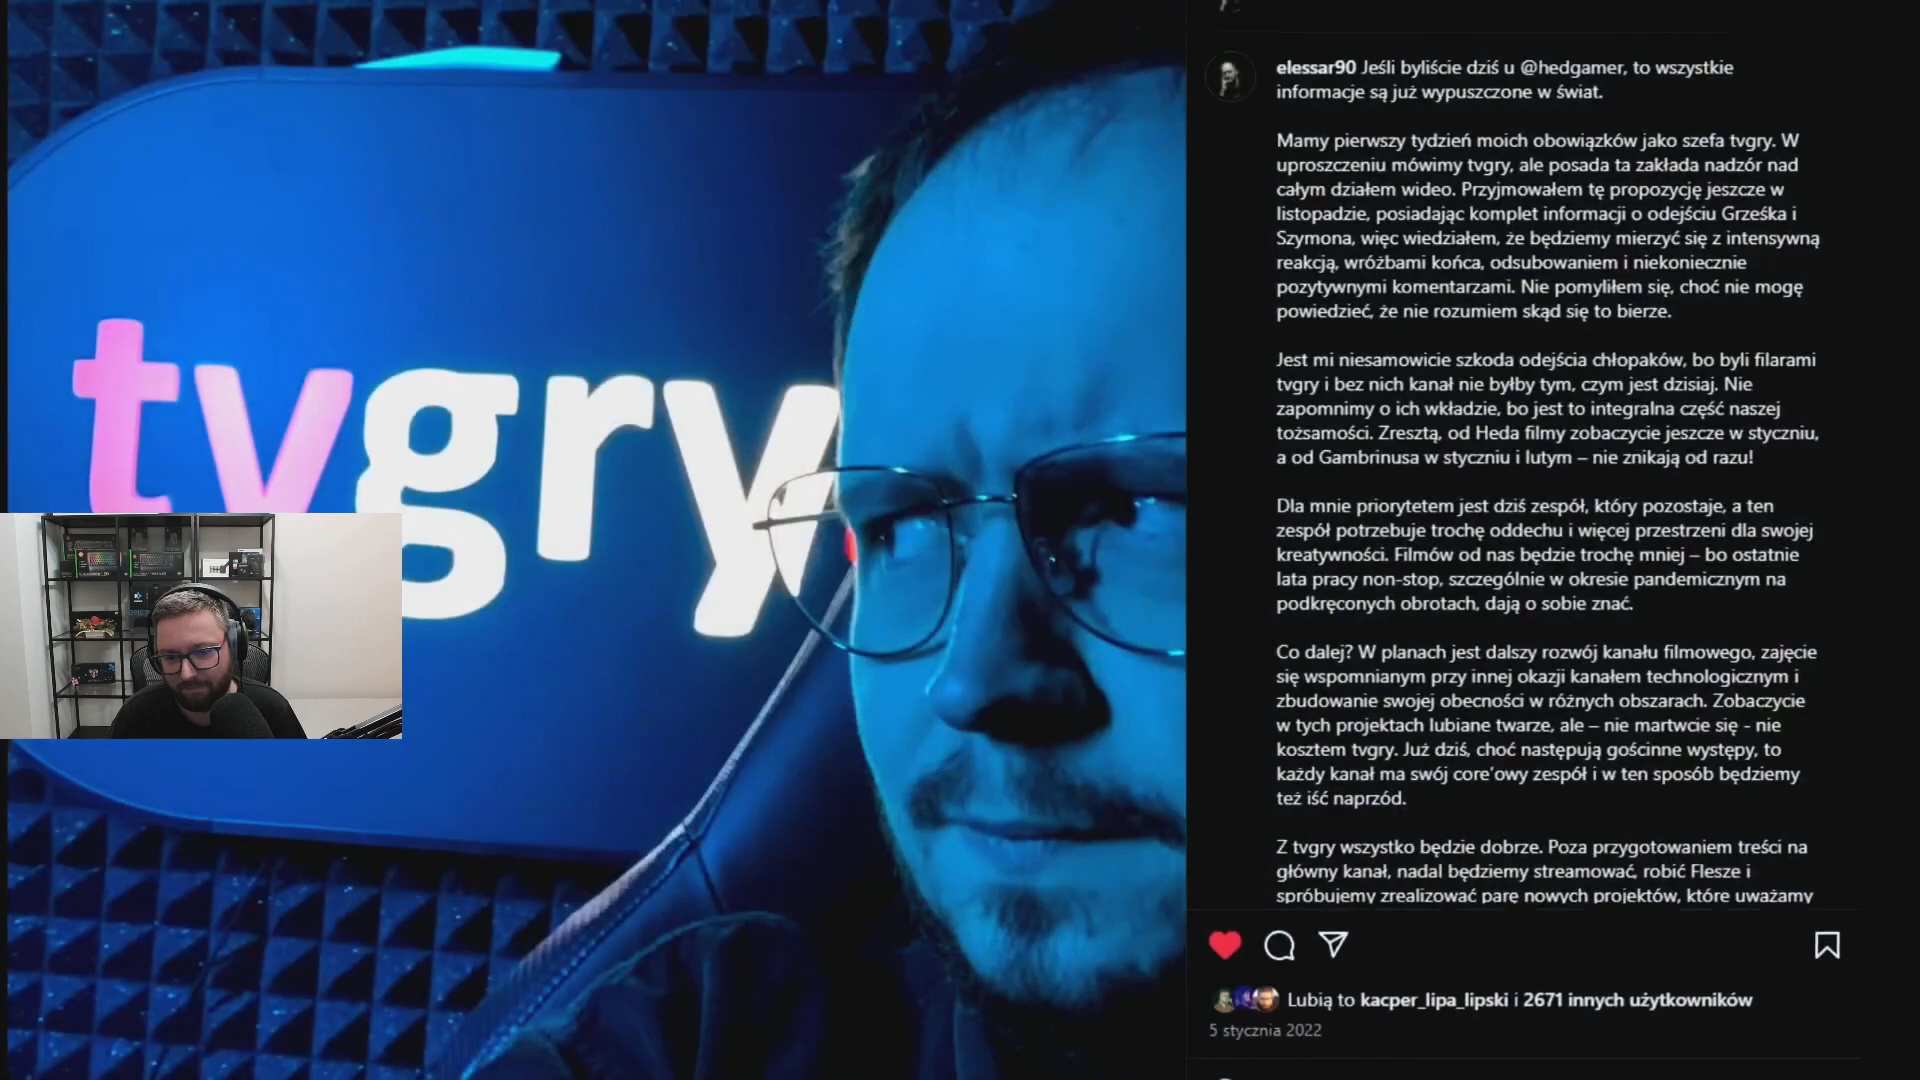 tvgry
elessar90 Jeśli byliście dziś u @hedgamer, to wszystkie
informacje są już wypuszczone w świat.
Mamy pierwszy tydzień moich obowiązków jako szefa tvgry. W
uproszczeniu mówimy tvgry, ale posada ta zakłada nadzór nad
całym działem wideo. Przyjmowałem tę propozycję jeszcze w
listopadzie, posiadając komplet informacji o odejściu Grześka i
Szymona, więc wiedziałem, że będziemy mierzyć się z intensywną
reakcją, wróżbami końca, odsubowaniem i niekoniecznie
pozytywnymi komentarzami. Nie pomyliłem się, choć nie mogę
powiedzieć, że nie rozumiem skąd się to bierze.
Jest mi niesamowicie szkoda odejścia chłopaków, bo byli filarami
tvgry i bez nich kanał nie byłby tym, czym jest dzisiaj. Nie
zapomnimy o ich wkładzie, bo jest to integralna część naszej
tożsamości. Zresztą, od Heda filmy zobaczycie jeszcze w styczniu,
a od Gambrinusa w styczniu i lutym – nie znikają od razu!
Dla mnie priorytetem jest dziś zespół, który pozostaje, a ten
zespół potrzebuje trochę oddechu i więcej przestrzeni dla swojej
kreatywności. Filmów od nas będzie trochę mniej – bo ostatnie
lata pracy non-stop, szczególnie w okresie pandemicznym na
podkręconych obrotach, dają o sobie znać.
Co dalej? W planach jest dalszy rozwój kanału filmowego, zajęcie
się wspomnianym przy innej okazji kanałem technologicznym i
zbudowanie swojej obecności w różnych obszarach. Zobaczycie
w tych projektach lubiane twarze, ale – nie martwcie się - nie
kosztem tvgry. Już dziś, choć następują gościnne występy, to
każdy kanał ma swój core'owy zespół i w ten sposób będziemy
też iść naprzód.
Z tvgry wszystko będzie dobrze. Poza przygotowaniem treści na
główny kanał, nadal będziemy streamować, robić Flesze i
spróbujemy zrealizować parę nowych projektów, które uważamy
Lubią to kacper_lipa_lipski i 2671 innych użytkowników
5 stycznia 2022